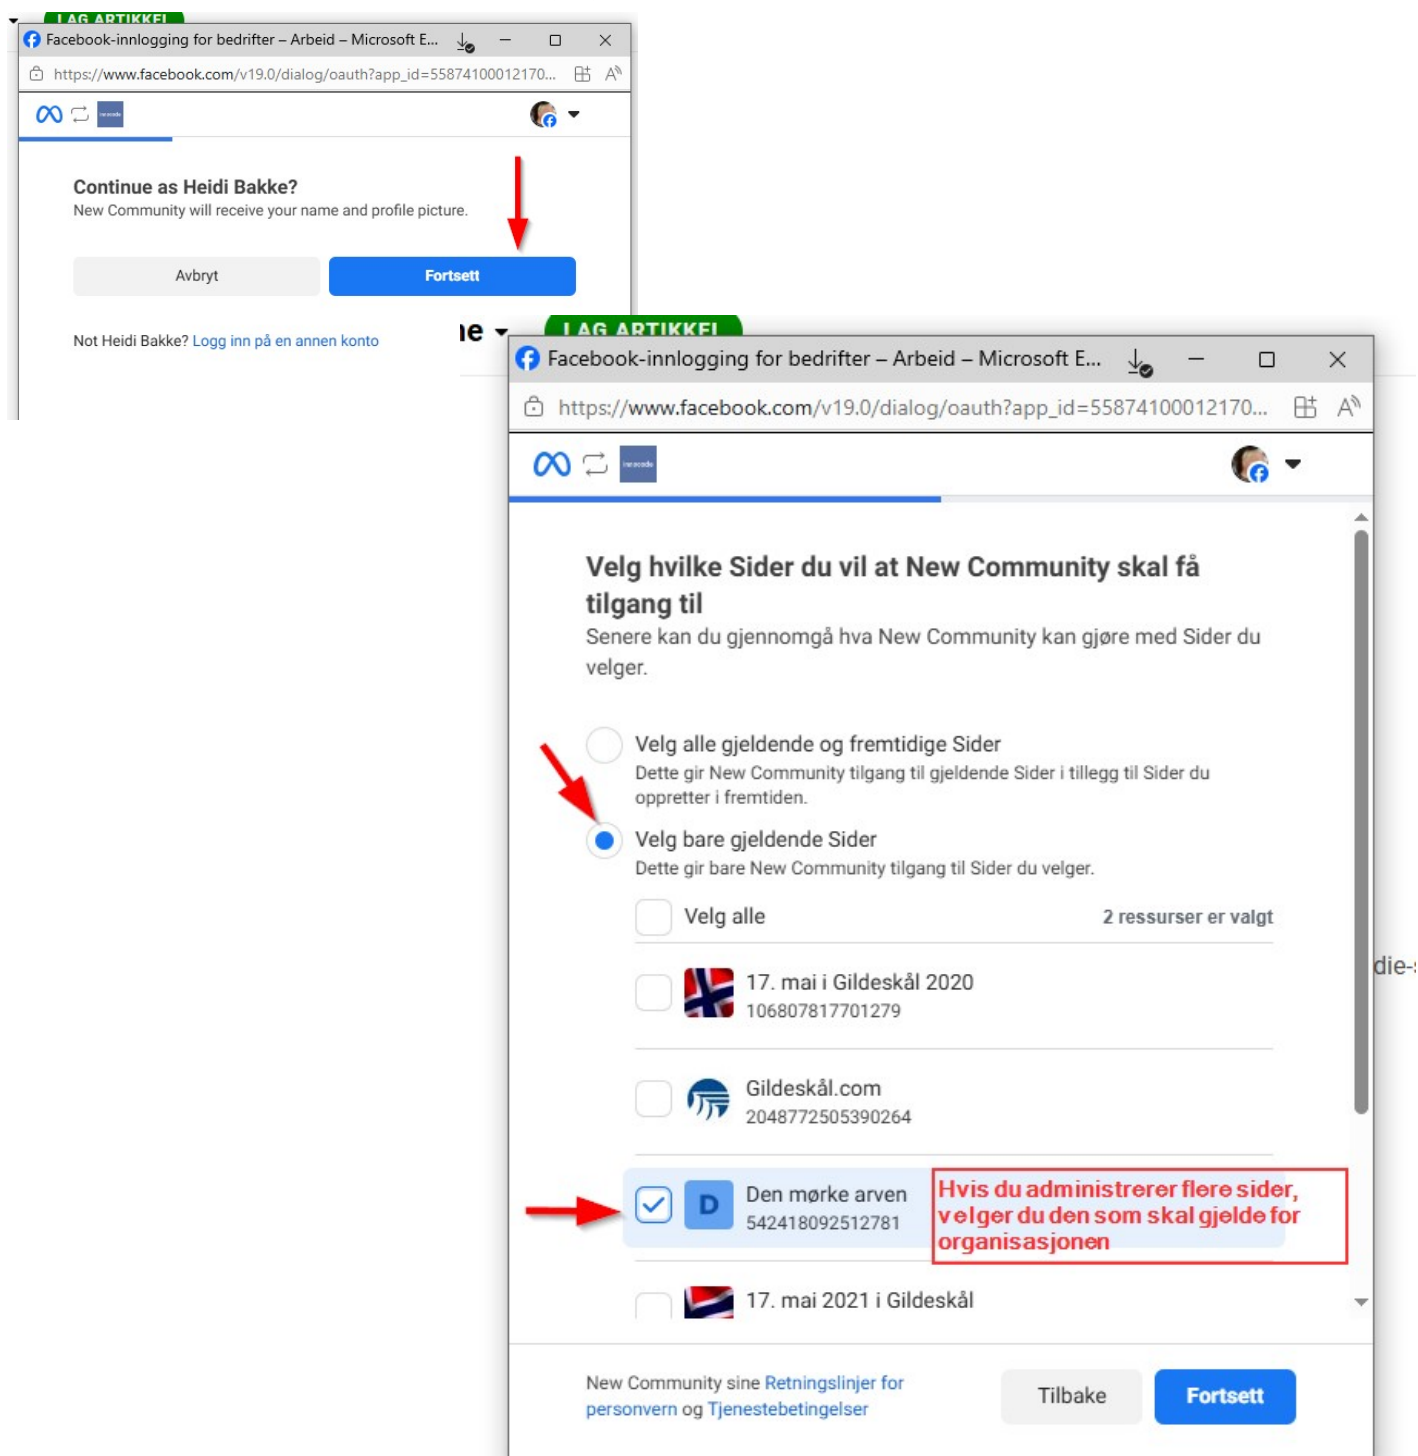 LAG ARTIKKEL
Facebook-innlogging for bedrifter – Arbeid – Microsoft E...
https://www.facebook.com/v19.0/dialog/oauth?app_id=55874100012170...
Continue as Heidi Bakke?
New Community will receive your name and profile picture.
Avbryt
Fortsett
Not Heidi Bakke? Logg inn på en annen konto
ne
LAG ARTIKKEL
Facebook-innlogging for bedrifter – Arbeid – Microsoft E...
https://www.facebook.com/v19.0/dialog/oauth?app_id=55874100012170...
Velg hvilke Sider du vil at New Community skal få
tilgang til
Senere kan du gjennomgå hva New Community kan gjøre med Sider du
velger.
Velg alle gjeldende og fremtidige Sider
Dette gir New Community tilgang til gjeldende Sider i tillegg til Sider du
oppretter i fremtiden.
Velg bare gjeldende Sider
Dette gir bare New Community tilgang til Sider du velger.
Velg alle 2 ressurser er valgt
die-
17. mai i Gildeskål 2020
106807817701279
Gildeskål.com
2048772505390264
Den mørke arven
542418092512781
D
Hvis du administrerer flere sider,
velger du den som skal gjelde for
organisasjonen
17. mai 2021 i Gildeskål
New Community sine Retningslinjer for
personvern og Tjenestebetingelser
Tilbake
Fortsett